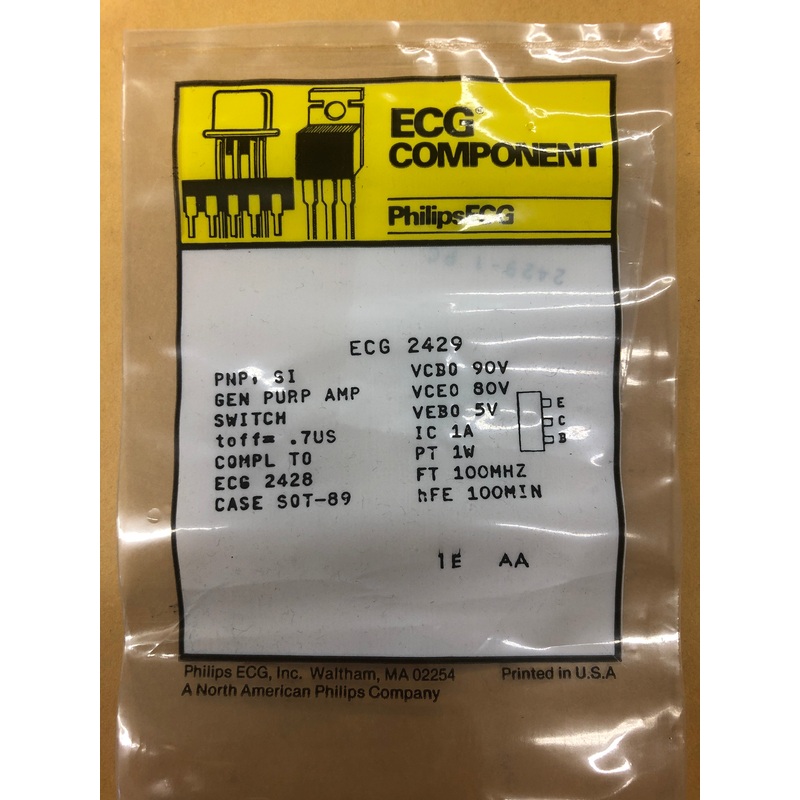 ECG®
COMPONENT
PhilipsECG
ECG 2429
PNP, SI
GEN PURP AMP
SWITCH
toff= .7US
COMPL TO
ECG 2428
CASE SOT-89
VCBO 90V
VCEO 80V
VEBO 5V
IC 1A
PT 1W
FT 100MHZ
hFE 100MIN
E
C
B
1E AA
Philips ECG, Inc. Waltham, MA 02254
A North American Philips Company
Printed in U.S.A